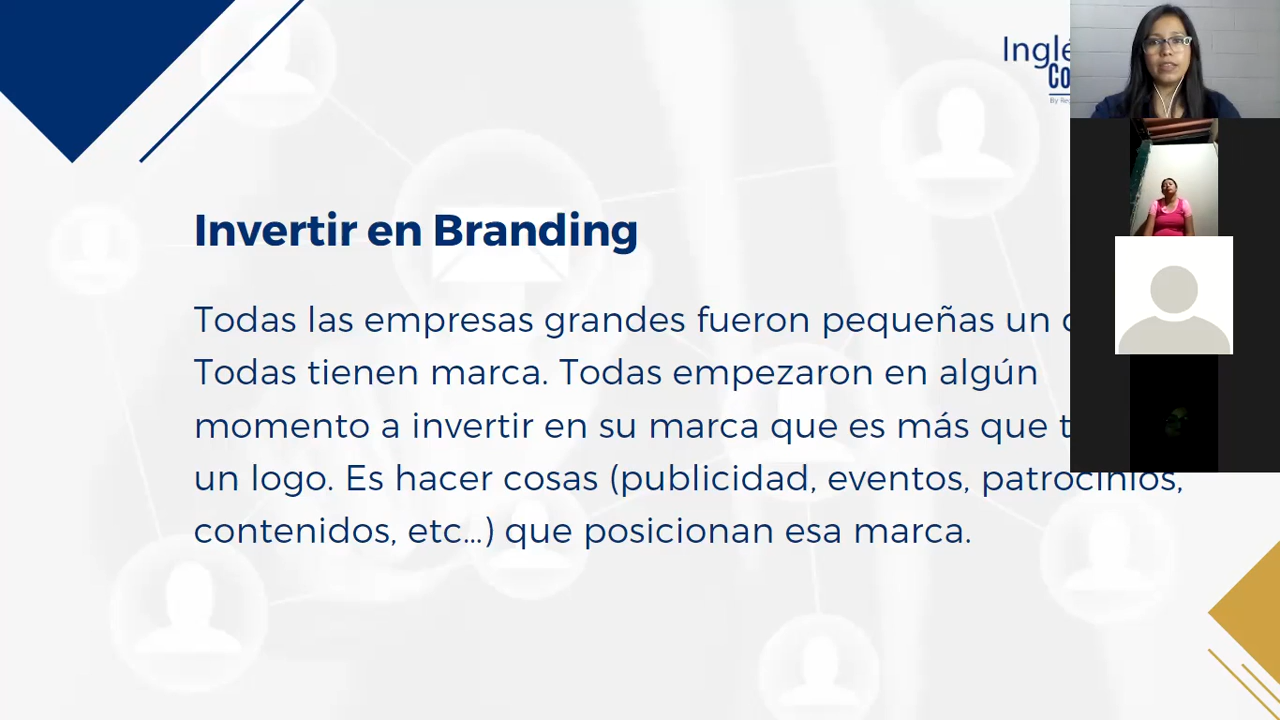 Inglé
Co
By
Invertir en Branding
Todas las empresas grandes fueron pequeñas un
Todas tienen marca. Todas empezaron en algún
momento a invertir en su marca que es más que
un logo. Es hacer cosas (publicidad, eventos, patrocinios,
contenidos, etc...) que posicionan esa marca.